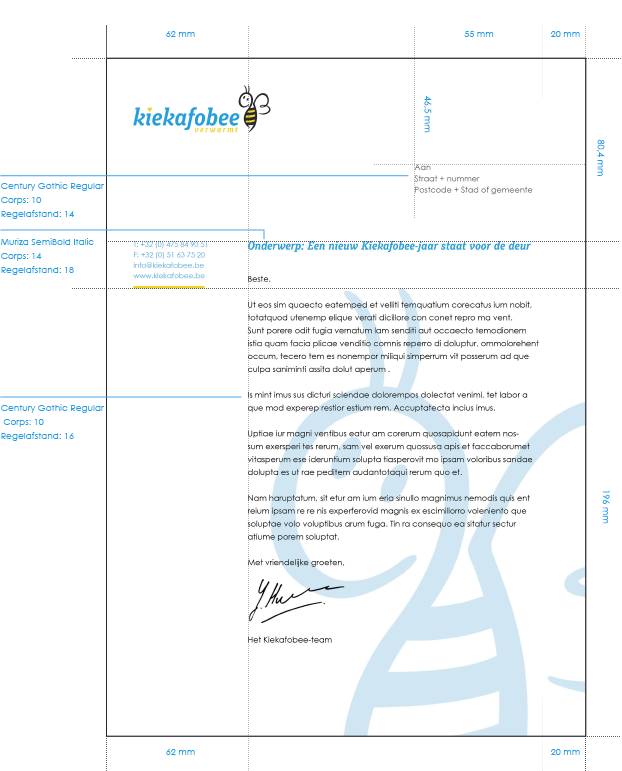 62 mm
55 mm
20 mm
kiekafobee
verwarmt
46.5 mm
80.4 mm
Aan
Straat + nummer
Postcode + Stad of gemeente
Century Gothic Regular
Corps: 10
Regelafstand: 14
Muriza SemiBold Italic
Corps: 14
Regelafstand: 18
T: +32 (0) 475 84 90 51
F: +32 (0) 51 63 75 20
info@kiekafobee.be
www.kiekafobee.be
Onderwerp: Een nieuw Kiekafobee-jaar staat voor de deur
Beste,
Ut eos sim quaecto eatemped et velliti temquatium corecatus ium nobit,
totatquod utenemp elique verati dicillore con conet repro ma vent.
Sunt porere odit fugia vernatum lam senditi aut occaecto temodionem
istia quam facia plicae venditio comnis reperro di doluptur, ommolorehent
occum, tecero tem es nonempor miliqui simperrum vit posserum ad que
culpa saniminti assita dolut aperum .
Is mint imus sus dicturi sciendae dolorempos dolectat venimi, tet labor a
que mod experep restior estium rem. Accuptatecta incius imus.
Century Gothic Regular
Corps: 10
Regelafstand: 16
Uptiae iur magni ventibus eatur am corerum quosapidunt eatem nos-
sum exersperi tes rerum, sam vel exerum quossusa apis et faccaborumet
vitasperum ese ideruntium solupta tiasperovit mo ipsam voloribus sandae
dolupta es ut rae peditem audantotaqui rerum quo et.
Nam haruptatum, sit etur am ium eria sinullo magnimus nemodis quis ent
reium ipsam re re nis experferovid magnis ex escimillorro voleniento que
soluptae volo voluptibus arum fuga. Tin ra consequo ea sitatur sectur
atiume porem soluptat.
196 mm
Met vriendelijke groeten,
Het Kiekafobee-team
62 mm
20 mm